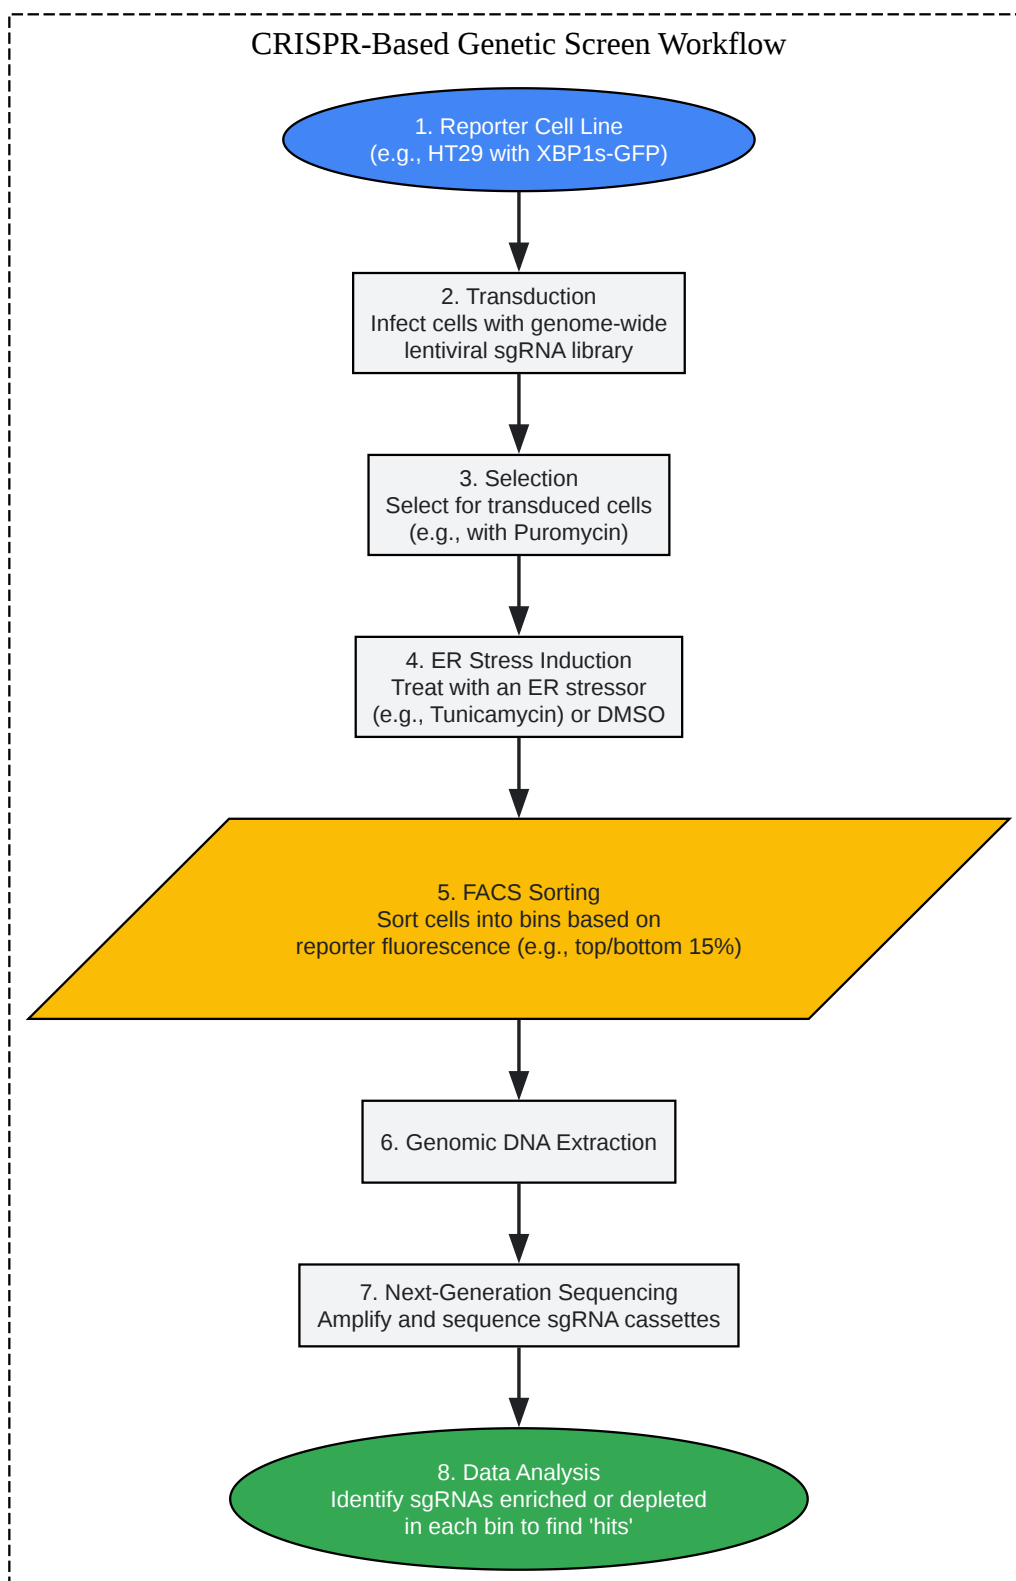 CRISPR-Based Genetic Screen Workflow
1. Reporter Cell Line
(e.g., HT29 with XBP1s-GFP)
2. Transduction
Infect cells with genome-wide
lentiviral sgRNA library
3. Selection
Select for transduced cells
(e.g., with Puromycin)
4. ER Stress Induction
Treat with an ER stressor
(e.g., Tunicamycin) or DMSO
5. FACS Sorting
Sort cells into bins based on
reporter fluorescence (e.g., top/bottom 15%)
6. Genomic DNA Extraction
7. Next-Generation Sequencing
Amplify and sequence sgRNA cassettes
8. Data Analysis
Identify sgRNAs enriched or depleted
in each bin to find 'hits'